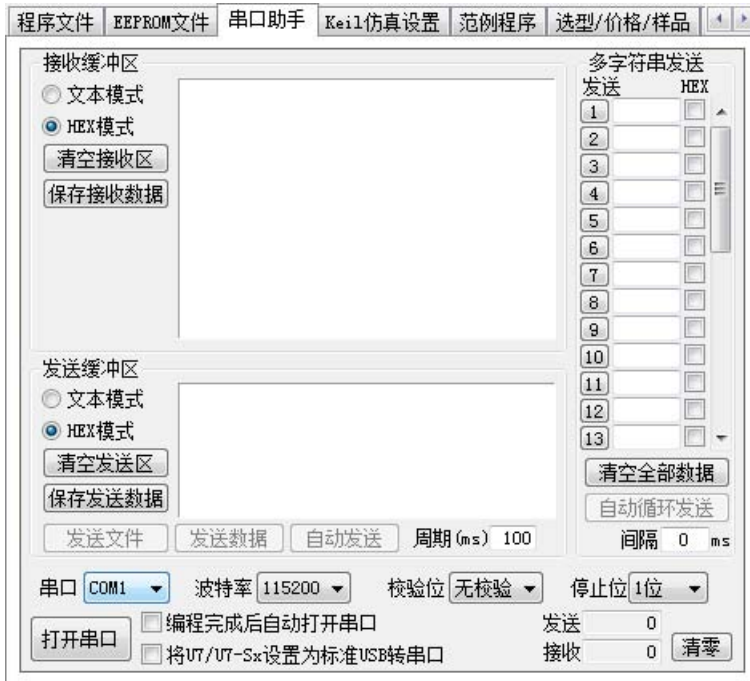 程序文件 EEPROM文件 串口助手 Keil仿真设置 范例程序 选型/价格/样品
接收缓冲区
文本模式
HEX模式
清空接收区
保存接收数据
多字符串发送
发送 HEX
1
2
3
4
5
6
7
8
9
10
11
12
13
清空全部数据
自动循环发送
间隔 0 ms
发送缓冲区
文本模式
HEX模式
清空发送区
保存发送数据
发送文件 发送数据 自动发送 周期(ms) 100
串口 COM1 波特率 115200 校验位 无校验 停止位 1位
打开串口
编程完成后自动打开串口
将U7/U7-Sx设置为标准USB转串口
发送 0
接收 0
清零